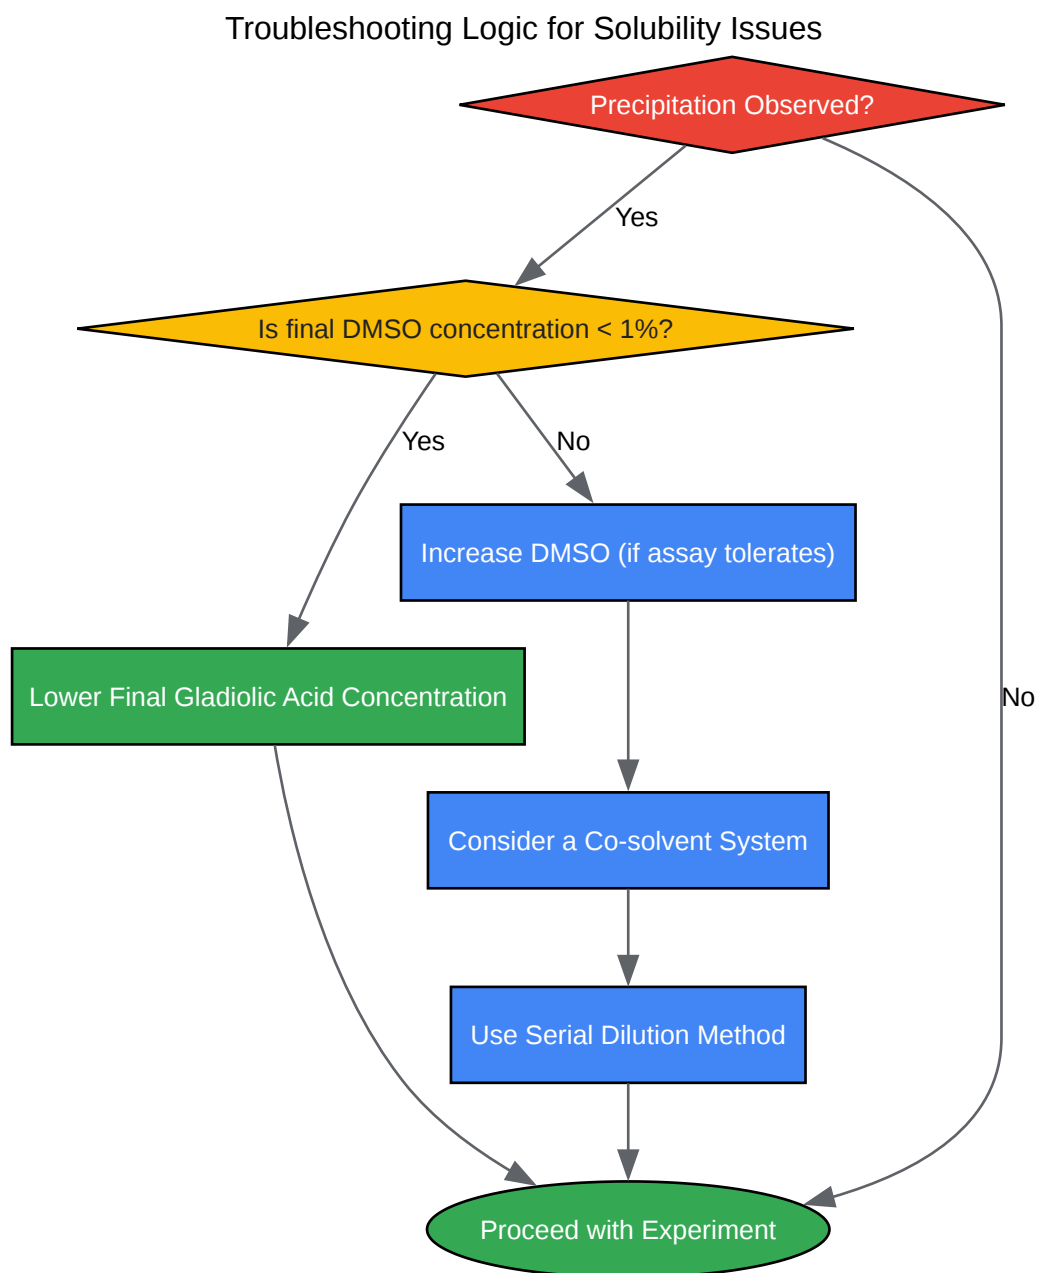 Troubleshooting Logic for Solubility Issues
Precipitation Observed?
Yes
Is final DMSO concentration < 1%?
Yes
No
Increase DMSO (if assay tolerates)
Lower Final Gladiolic Acid Concentration
No
Consider a Co-solvent System
Use Serial Dilution Method
Proceed with Experiment